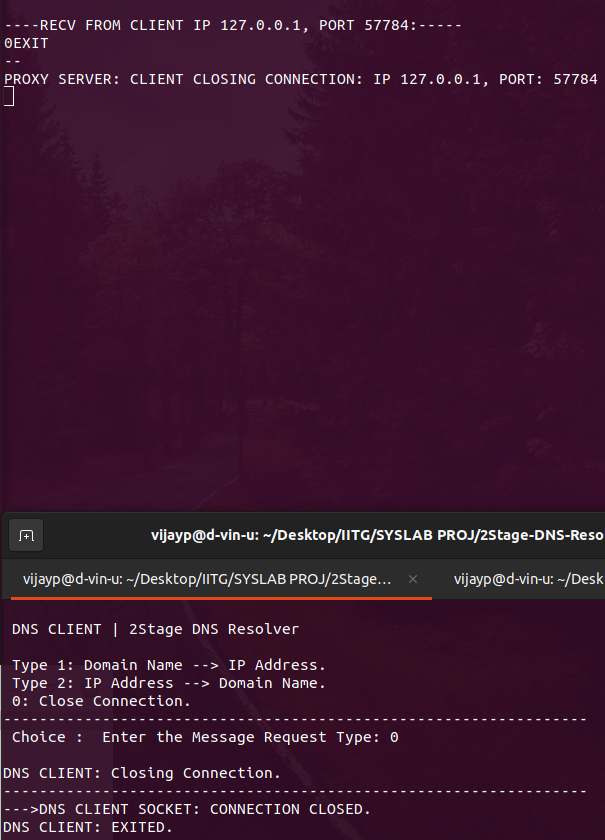 ----RECV FROM CLIENT IP 127.0.0.1, PORT 57784:-----
0EXIT
--
PROXY SERVER: CLIENT CLOSING CONNECTION: IP 127.0.0.1, PORT: 57784
vijayp@d-vin-u: ~/Desktop/IITG/SYSLAB PROJ/2Stage-DNS-Reso
vijayp@d-vin-u: ~/Desktop/IITG/SYSLAB PROJ/2Stage... × vijayp@d-vin-u: ~/Desk
DNS CLIENT | 2Stage DNS Resolver
Type 1: Domain Name --> IP Address.
Type 2: IP Address --> Domain Name.
0: Close Connection.
-----------------------------------------------------------------
Choice :  Enter the Message Request Type: 0
DNS CLIENT: Closing Connection.
-----------------------------------------------------------------
--->DNS CLIENT SOCKET: CONNECTION CLOSED.
DNS CLIENT: EXITED.